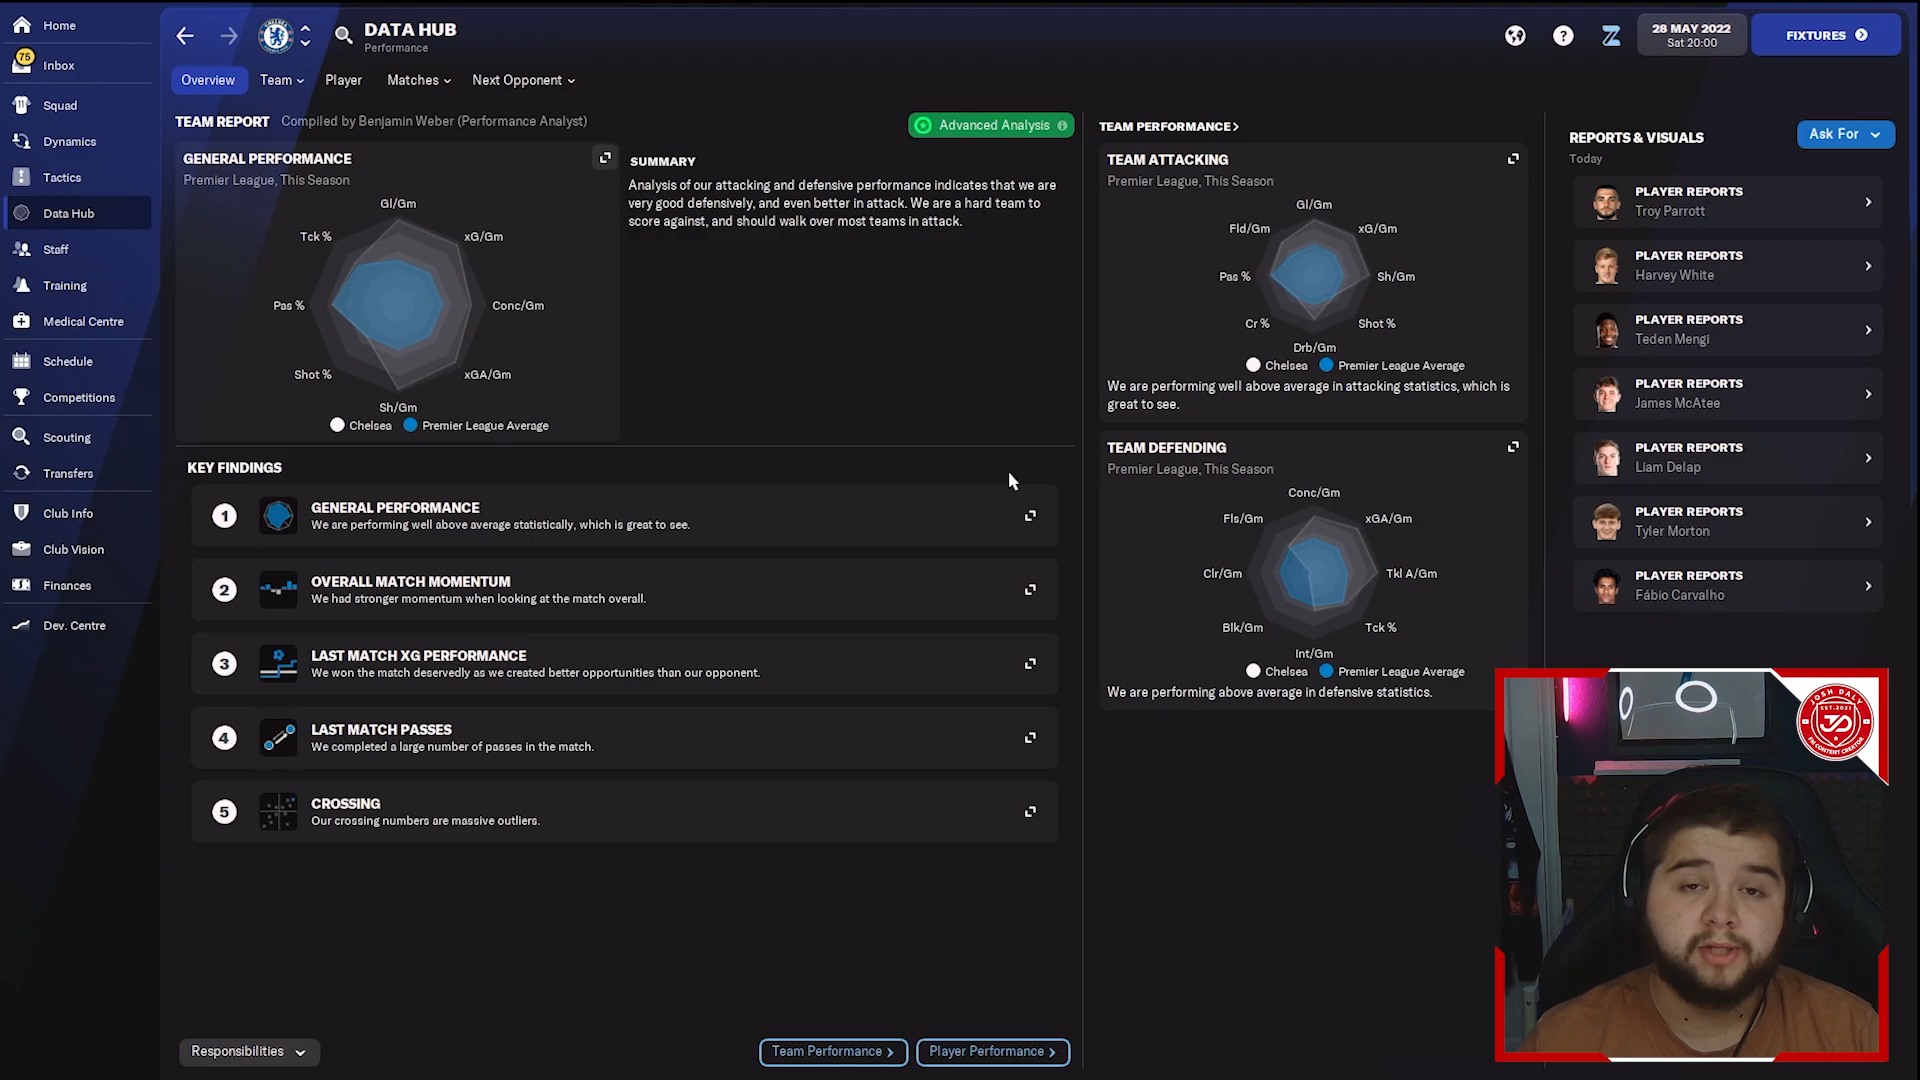 Home
75
Inbox
Squad
Dynamics
Tactics
Data Hub
Staff
Training
Medical Centre
Schedule
Competitions
Scouting
Transfers
Club Info
Club Vision
Finances
Dev. Centre
DATA HUB
Performance
28 MAY 2022
Sat 20:00
FIXTURES
Overview
Team
Player
Matches
Next Opponent
TEAM REPORT Compiled by Benjamin Weber (Performance Analyst)
Advanced Analysis
GENERAL PERFORMANCE
Premier League, This Season
Gl/Gm
Tck %
xG/Gm
Pas %
Conc/Gm
Shot %
xGA/Gm
Sh/Gm
Chelsea Premier League Average
SUMMARY
Analysis of our attacking and defensive performance indicates that we are
very good defensively, and even better in attack. We are a hard team to
score against, and should walk over most teams in attack.
KEY FINDINGS
1
GENERAL PERFORMANCE
We are performing well above average statistically, which is great to see.
2
OVERALL MATCH MOMENTUM
We had stronger momentum when looking at the match overall.
3
LAST MATCH XG PERFORMANCE
We won the match deservedly as we created better opportunities than our opponent.
4
LAST MATCH PASSES
We completed a large number of passes in the match.
5
CROSSING
Our crossing numbers are massive outliers.
Responsibilities
Team Performance
Player Performance
TEAM PERFORMANCE
TEAM ATTACKING
Premier League, This Season
Gl/Gm
Fld/Gm
xG/Gm
Pas %
Sh/Gm
Cr %
Shot %
Drb/Gm
Chelsea Premier League Average
We are performing well above average in attacking statistics, which is
great to see.
TEAM DEFENDING
Premier League, This Season
Conc/Gm
Fls/Gm
xGA/Gm
Clr/Gm
Tkl A/Gm
Blk/Gm
Tck %
Int/Gm
Chelsea Premier League Average
We are performing above average in defensive statistics.
REPORTS & VISUALS
Ask For
Today
PLAYER REPORTS
Troy Parrott
PLAYER REPORTS
Harvey White
PLAYER REPORTS
Teden Mengi
PLAYER REPORTS
James McAtee
PLAYER REPORTS
Liam Delap
PLAYER REPORTS
Tyler Morton
PLAYER REPORTS
Fábio Carvalho
JOSH DALY
EST.2021
JD
FM CONTENT CREATOR